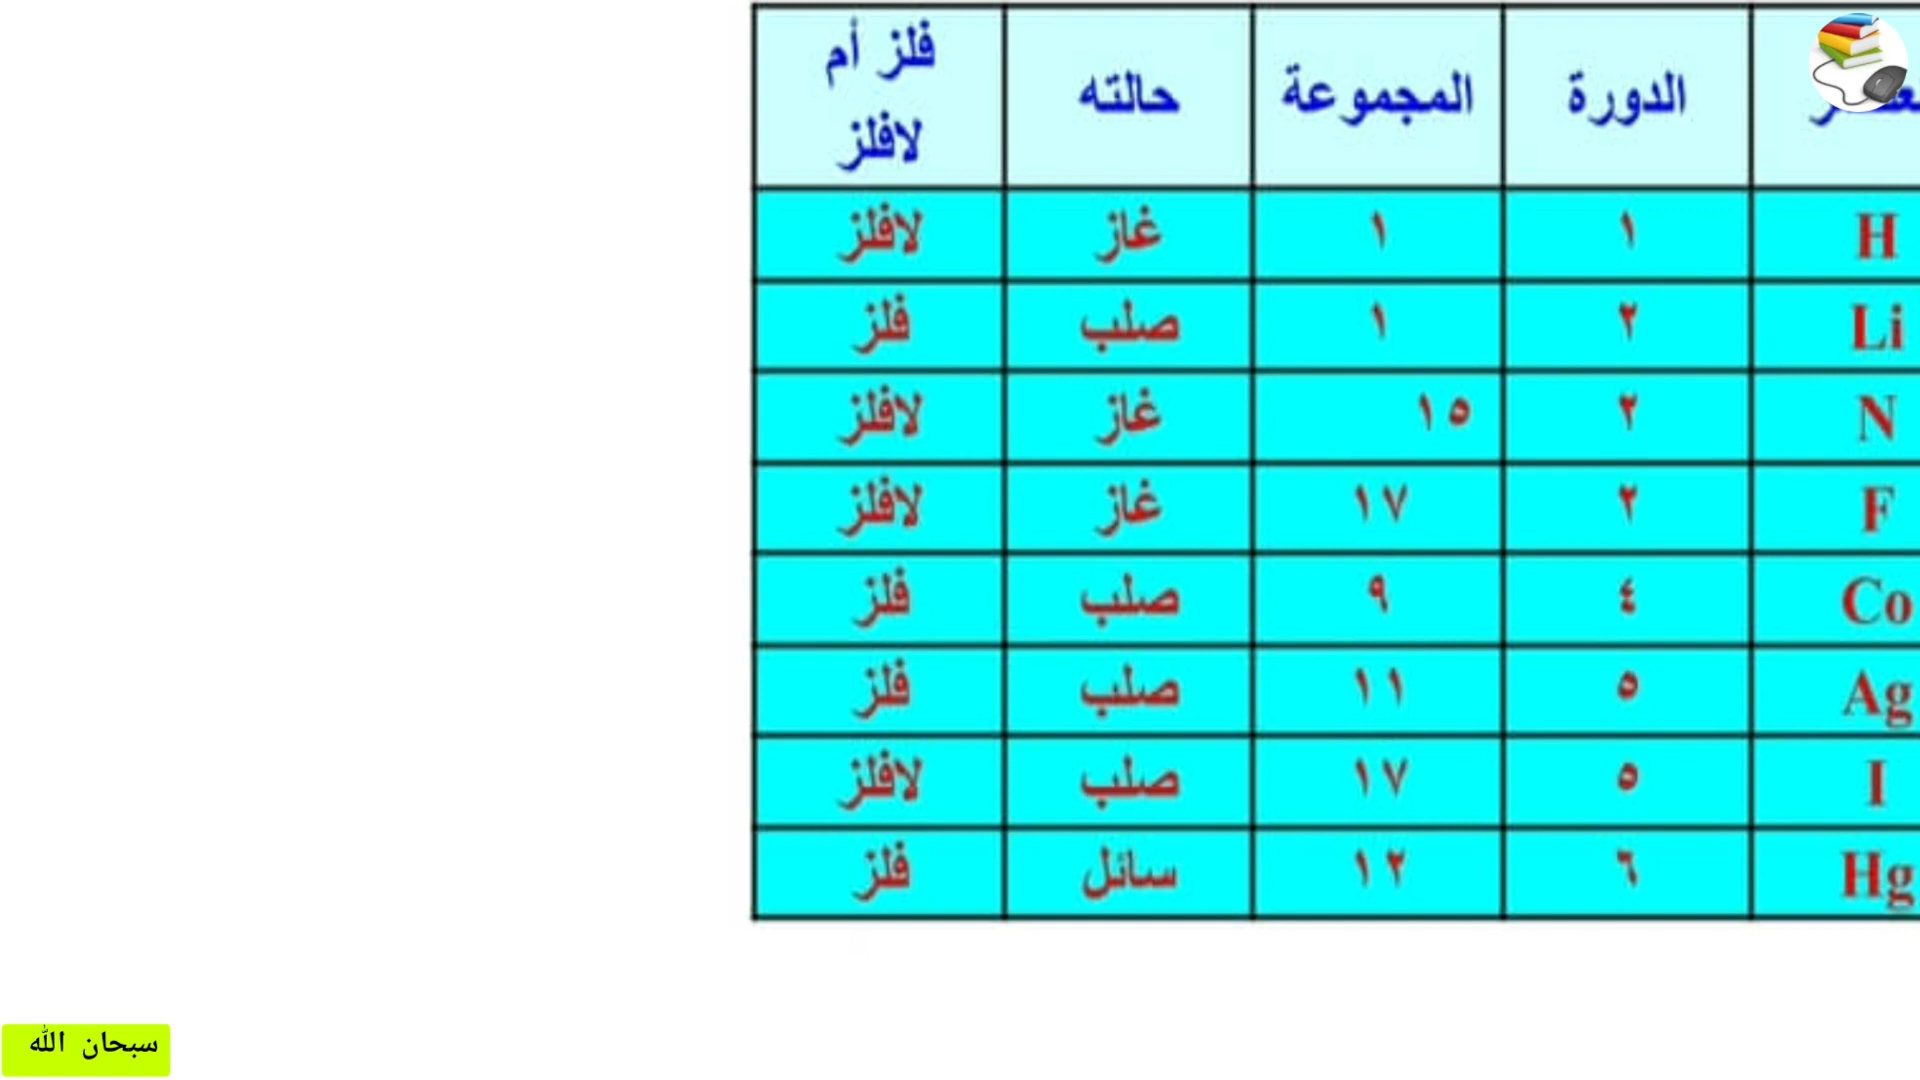 الدورة المجموعة حالته فلز أم لافلز
H ١ ١ غاز لافلز
Li ٢ ١ صلب فلز
N ٢ ١٥ غاز لافلز
F ٢ ١٧ غاز لافلز
Co ٤ ٩ صلب فلز
Ag ٥ ١١ صلب فلز
I ٥ ١٧ صلب لافلز
Hg ٦ ١٢ سائل فلز
سبحان الله